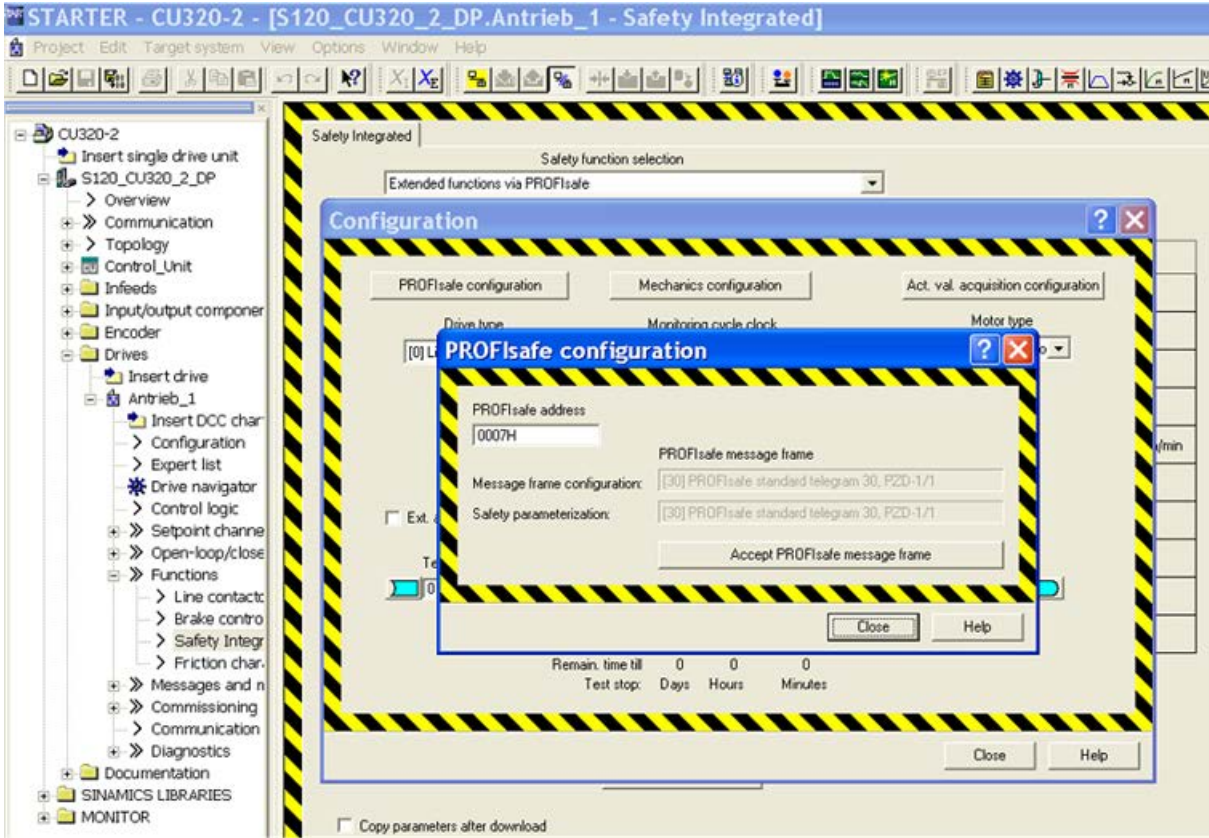 STARTER - CU320-2 - [S120_CU320_2_DP.Antrieb_1 - Safety Integrated]
Project Edit Target system View Options Window Help
CU320-2
Insert single drive unit
S120_CU320_2_DP
Overview
Communication
Topology
Control_Unit
Infeeds
Input/output componer
Encoder
Drives
Insert drive
Antrieb_1
Insert DCC char
Configuration
Expert list
Drive navigator
Control logic
Setpoint channe
Open-loop/close
Functions
Line contacto
Brake contro
Safety Integr
Friction char.
Messages and n
Commissioning
Communication
Diagnostics
Documentation
SINAMICS LIBRARIES
MONITOR
Safety Integrated
Safety function selection
Extended functions via PROFIsafe
Configuration
PROFIsafe configuration Mechanics configuration Act. val. acquisition configuration
Drive type Monitoring cycle clock Motor type
[0] Li
PROFIsafe configuration
PROFIsafe address
0007H
PROFIsafe message frame
Message frame configuration: [30] PROFIsafe standard telegram 30, PZD-1/1
Safety parameterization: [30] PROFIsafe standard telegram 30, PZD-1/1
Accept PROFIsafe message frame
Close Help
/min
Ext.
Te
0
Remain. time till 0 0 0
Test stop: Days Hours Minutes
Close Help
Copy parameters after download